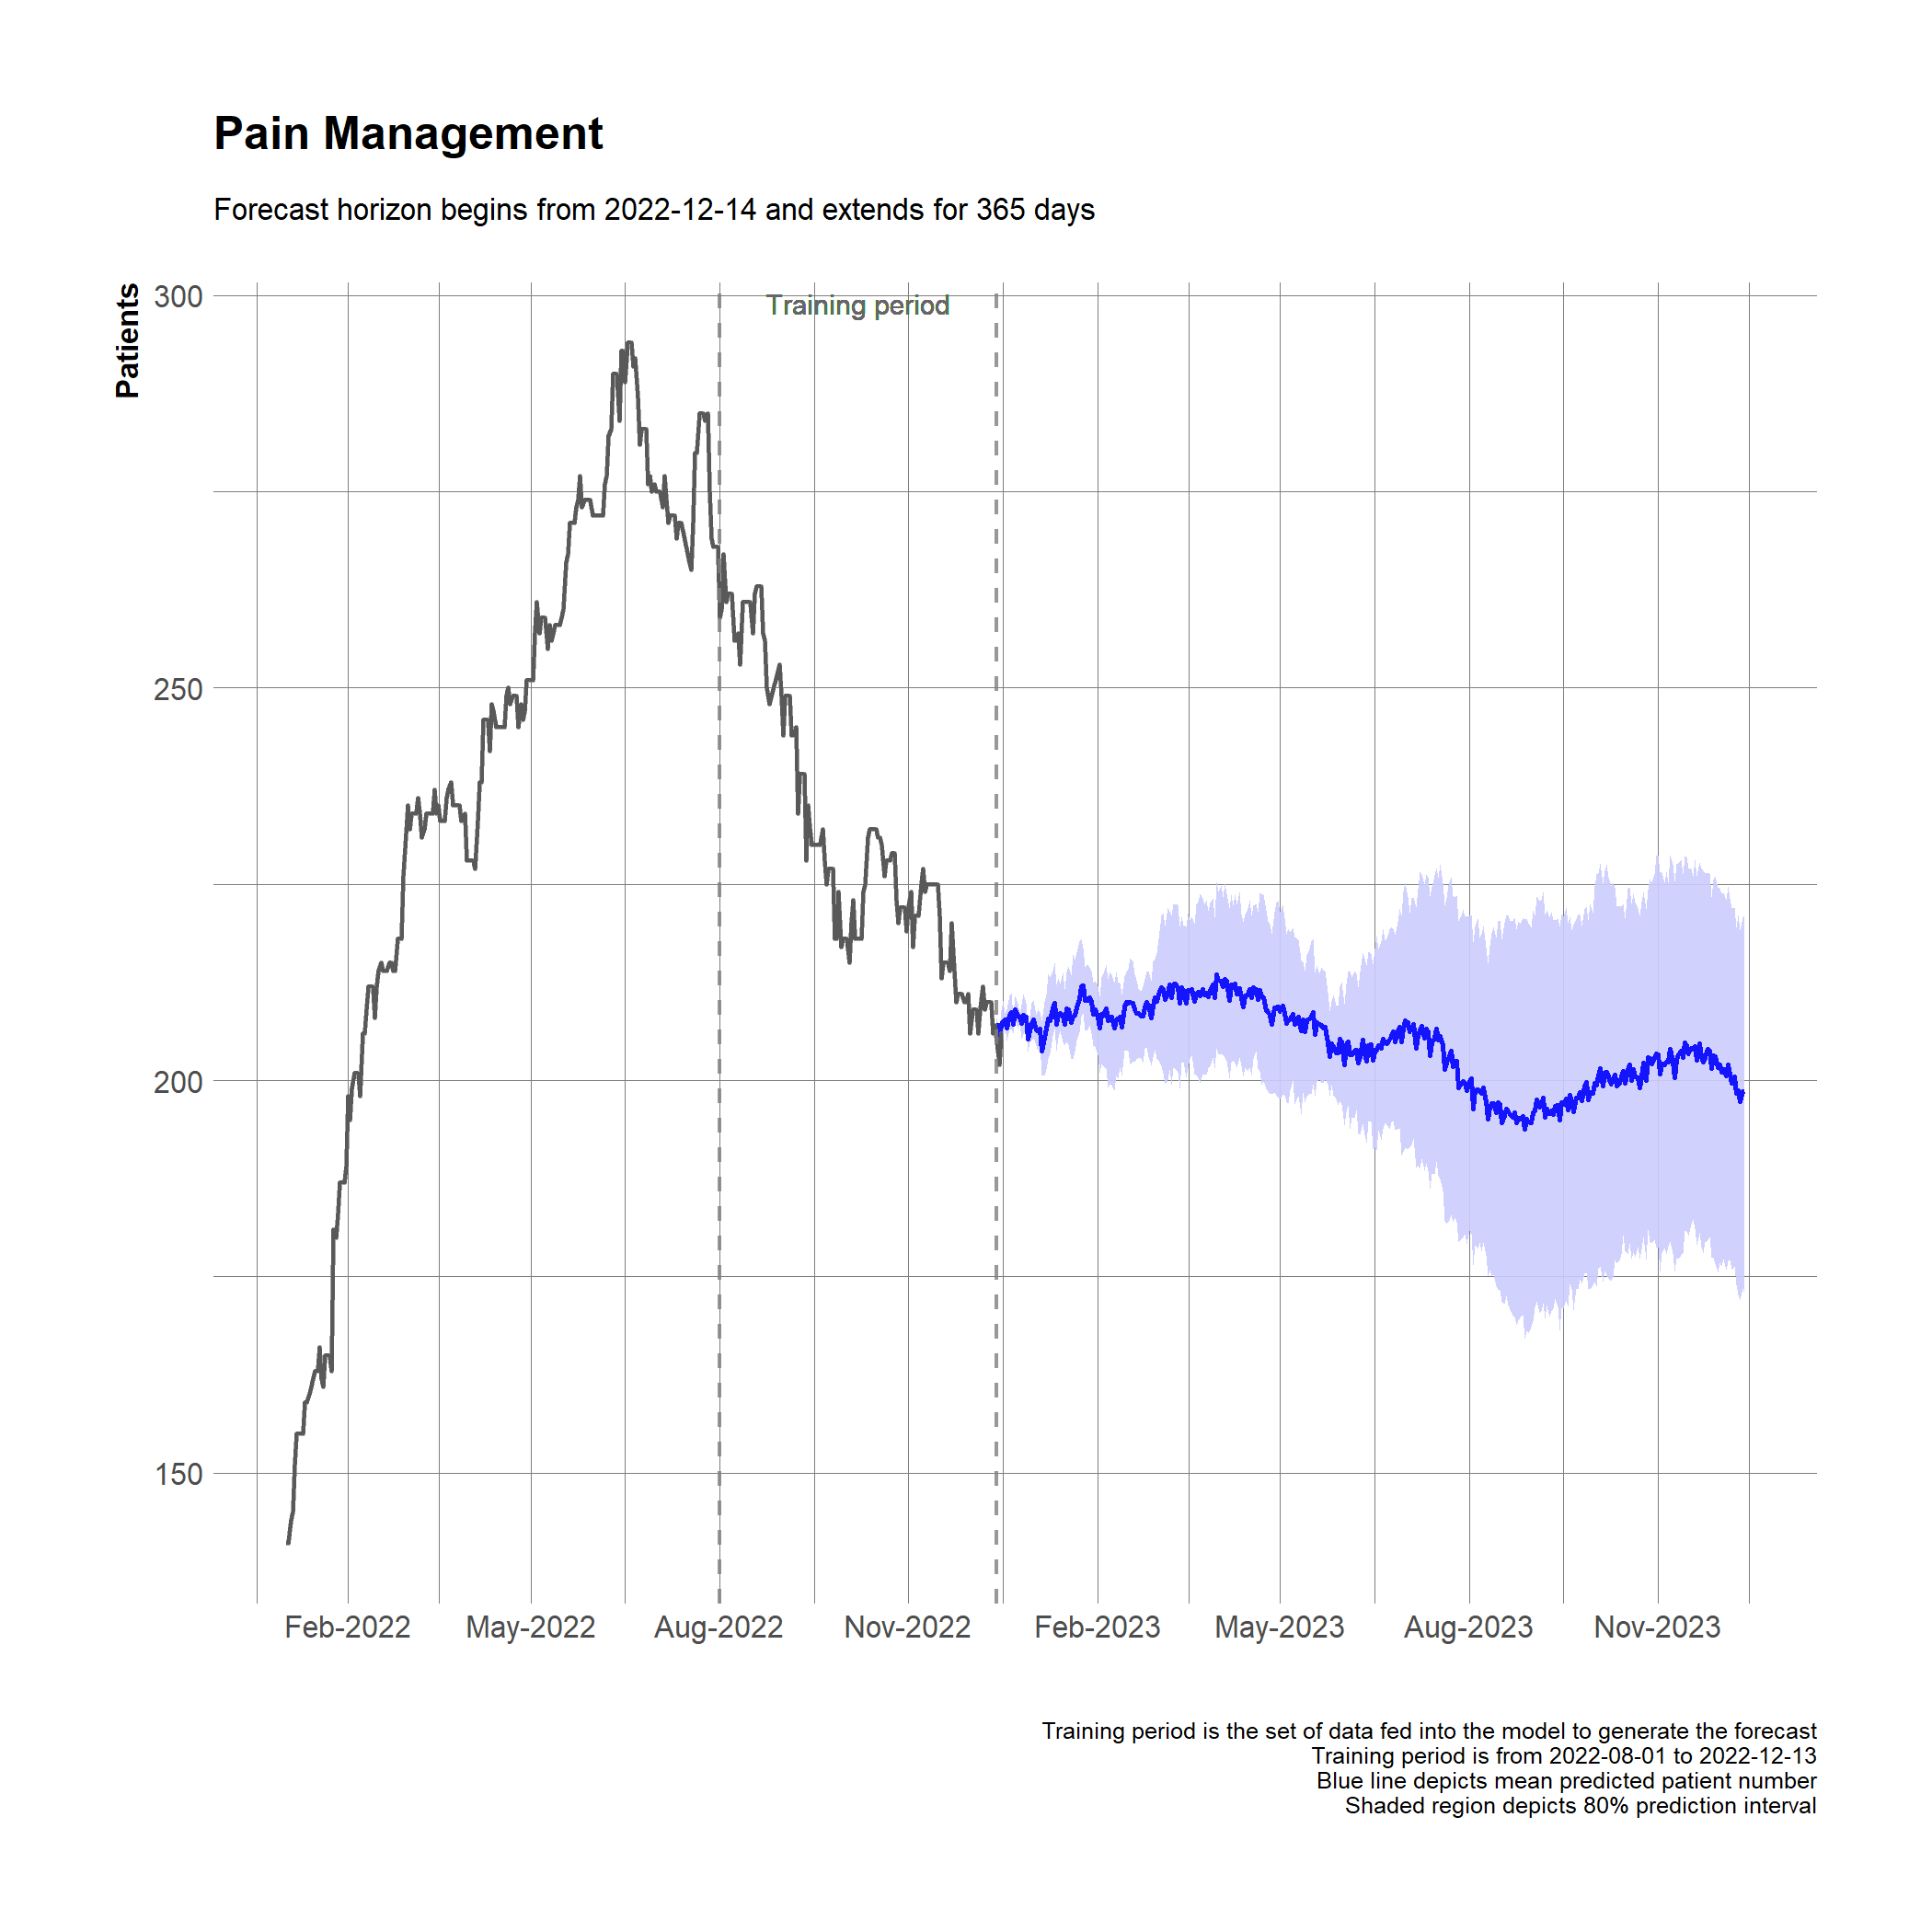 Pain Management
Forecast horizon begins from 2022-12-14 and extends for 365 days
Patients
300
Training period
250
200
150
Feb-2022 May-2022 Aug-2022 Nov-2022 Feb-2023 May-2023 Aug-2023 Nov-2023
Training period is the set of data fed into the model to generate the forecast
Training period is from 2022-08-01 to 2022-12-13
Blue line depicts mean predicted patient number
Shaded region depicts 80% prediction interval